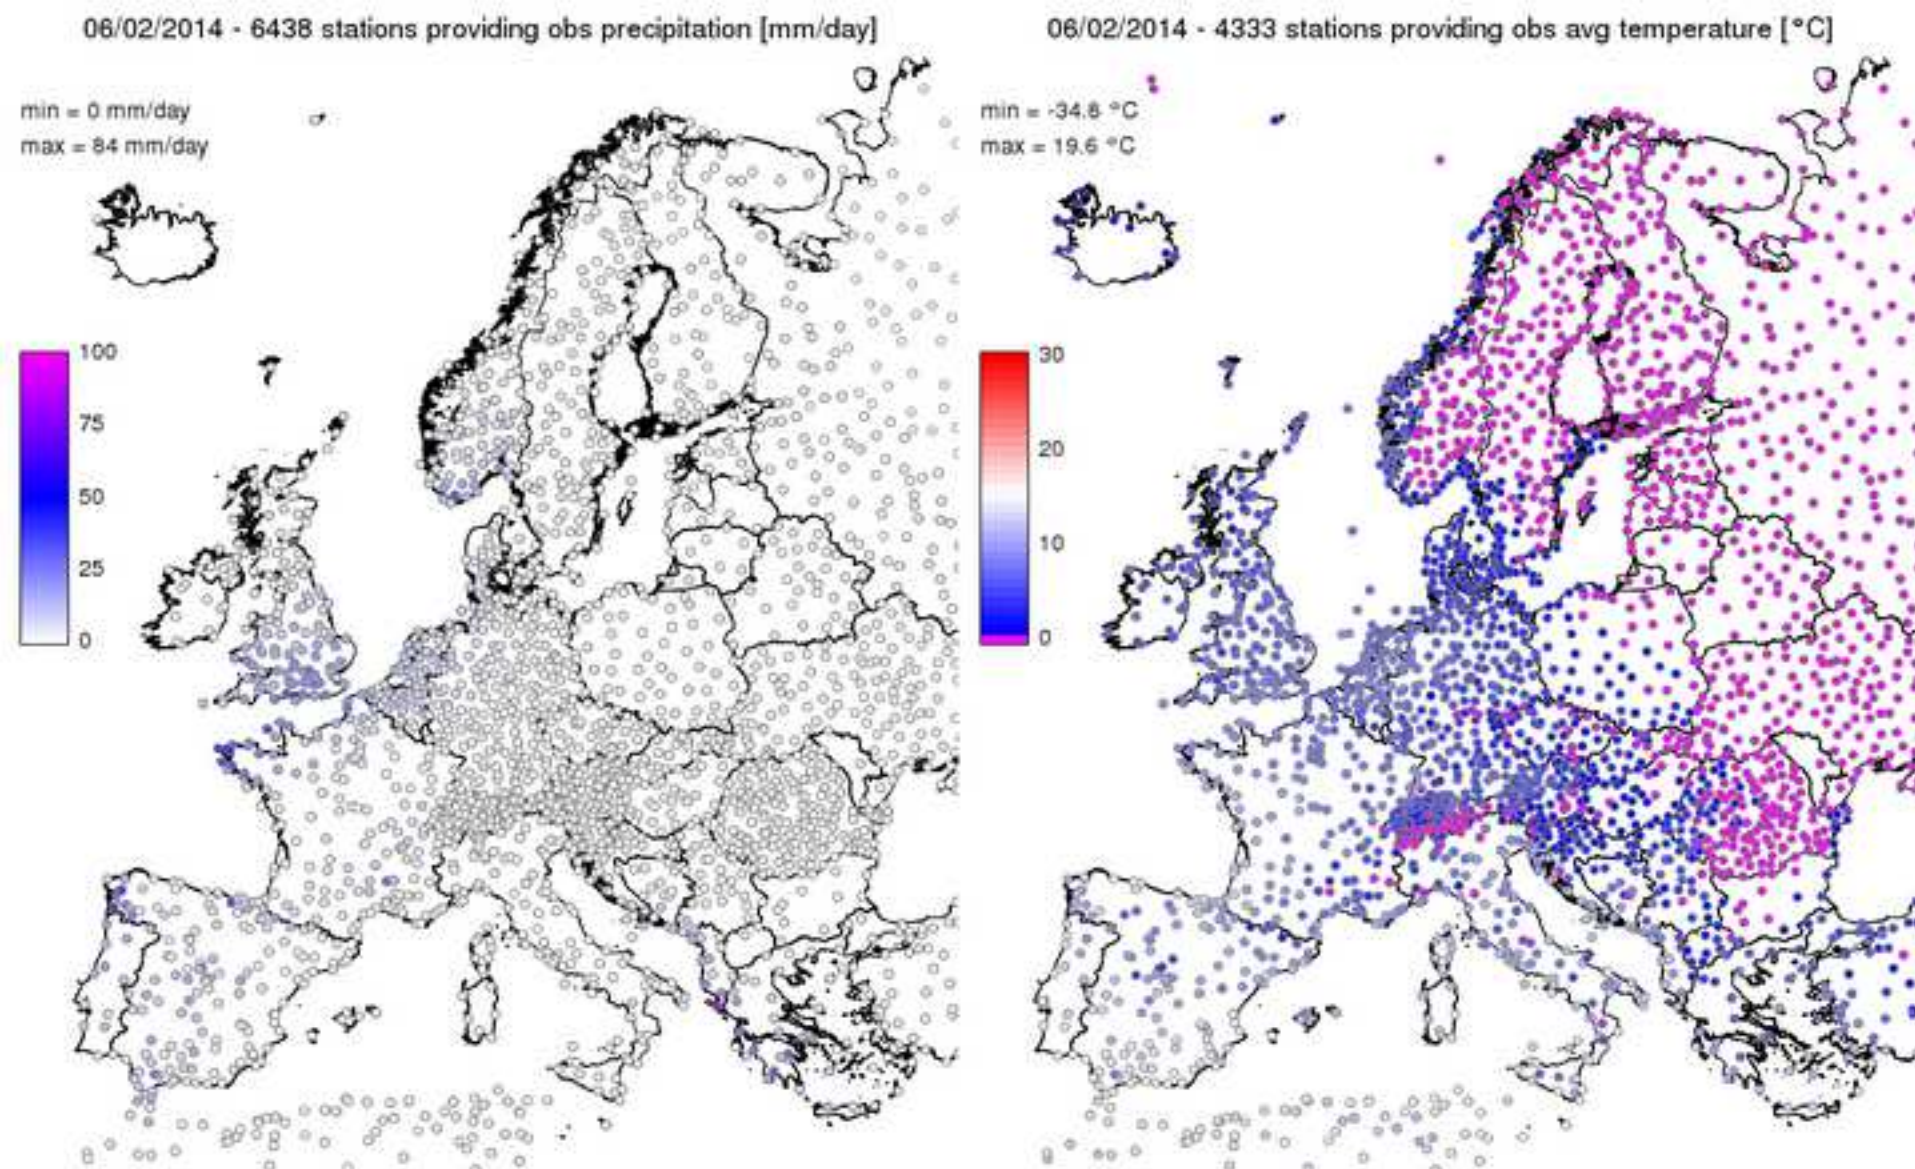 06/02/2014 - 6438 stations providing obs precipitation [mm/day]
min = 0 mm/day
max = 84 mm/day
100
75
50
25
0
06/02/2014 - 4333 stations providing obs avg temperature [°C]
min = -34.8 °C
max = 19.6 °C
30
20
10
0